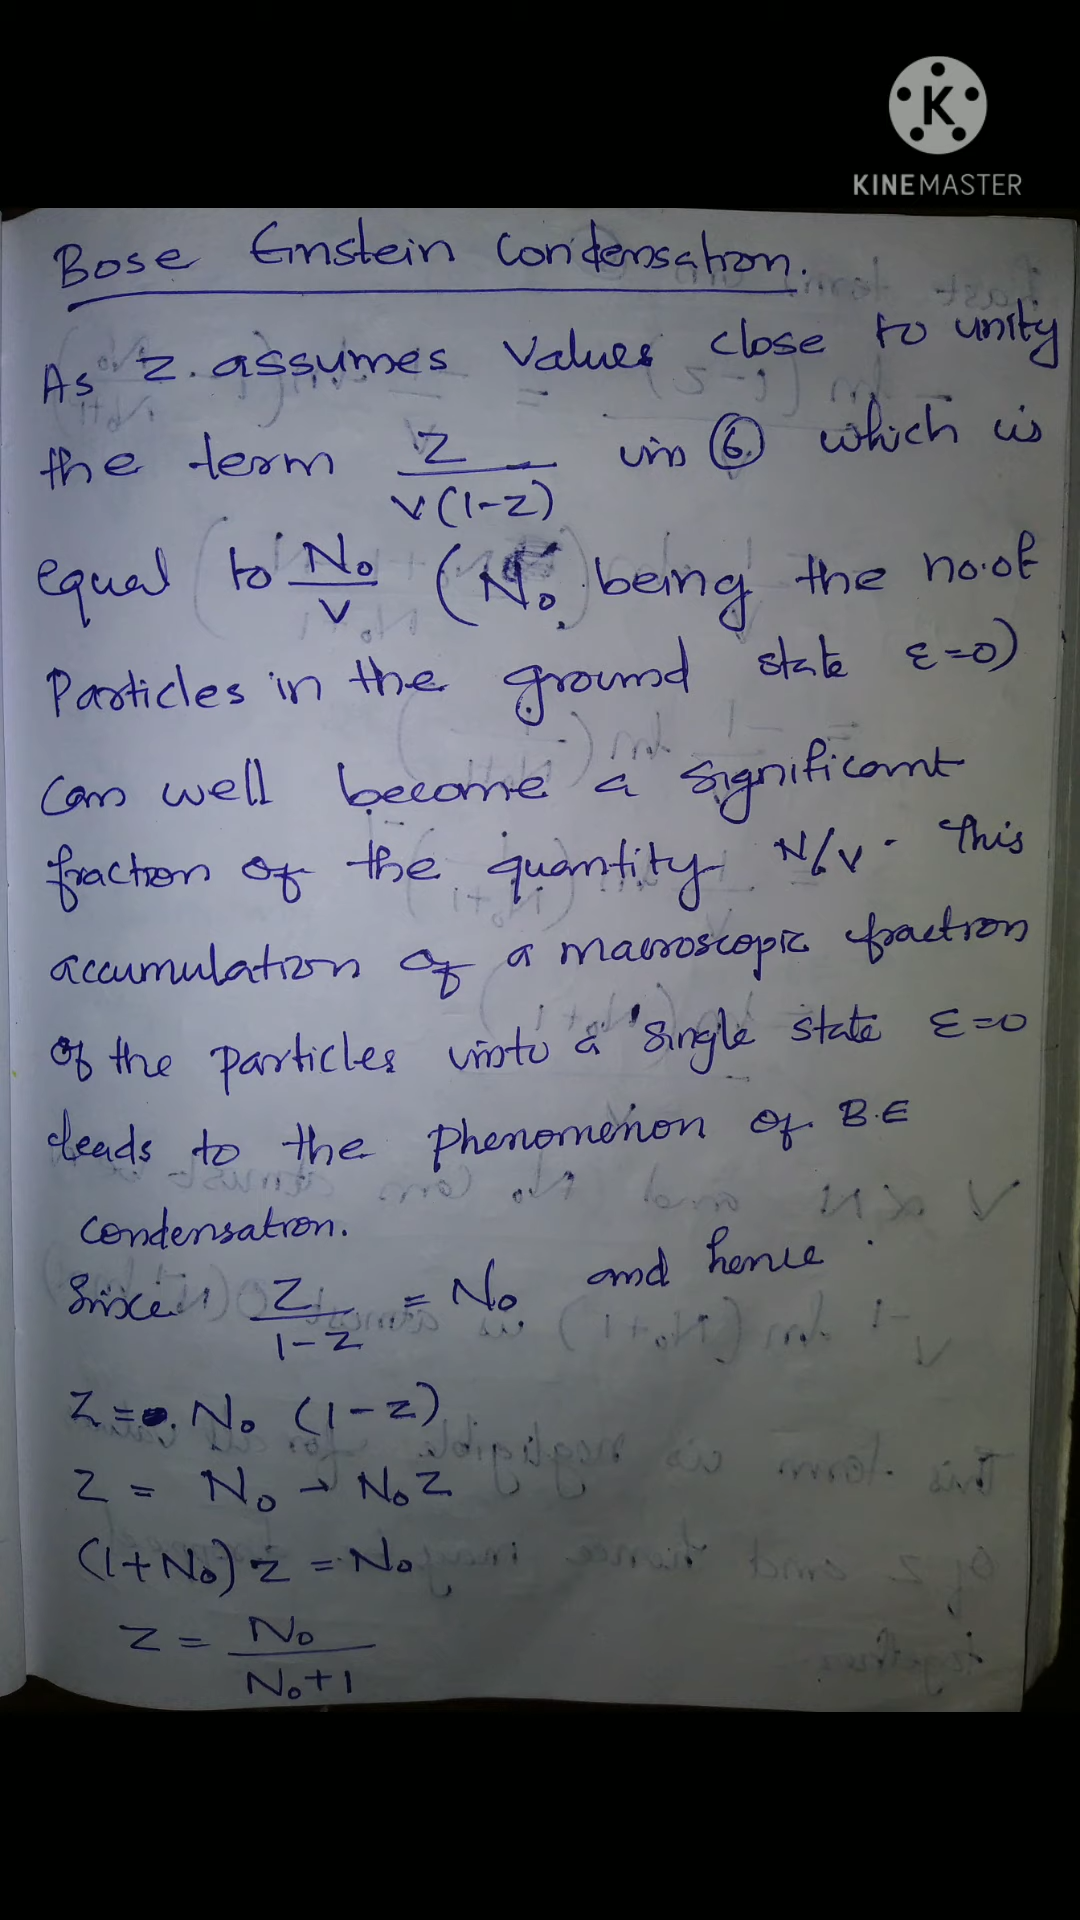 KINEMASTER
Bose Einstein Condensation.
As z assumes values close to unity
the term z/V(1-z) in ⑥ which is
equal to N₀/V (N₀ being the no. of
Particles in the ground state ε=0)
can well become a significant
fraction of the quantity N/V. This
accumulation of a macroscopic fraction
of the particles into a single state ε=0
leads to the phenomenon of B.E
condensation.
Since z/1-z = N₀ and hence
z = N₀ (1-z)
z = N₀ - N₀z
(1+N₀) z = N₀
z = N₀/N₀+1